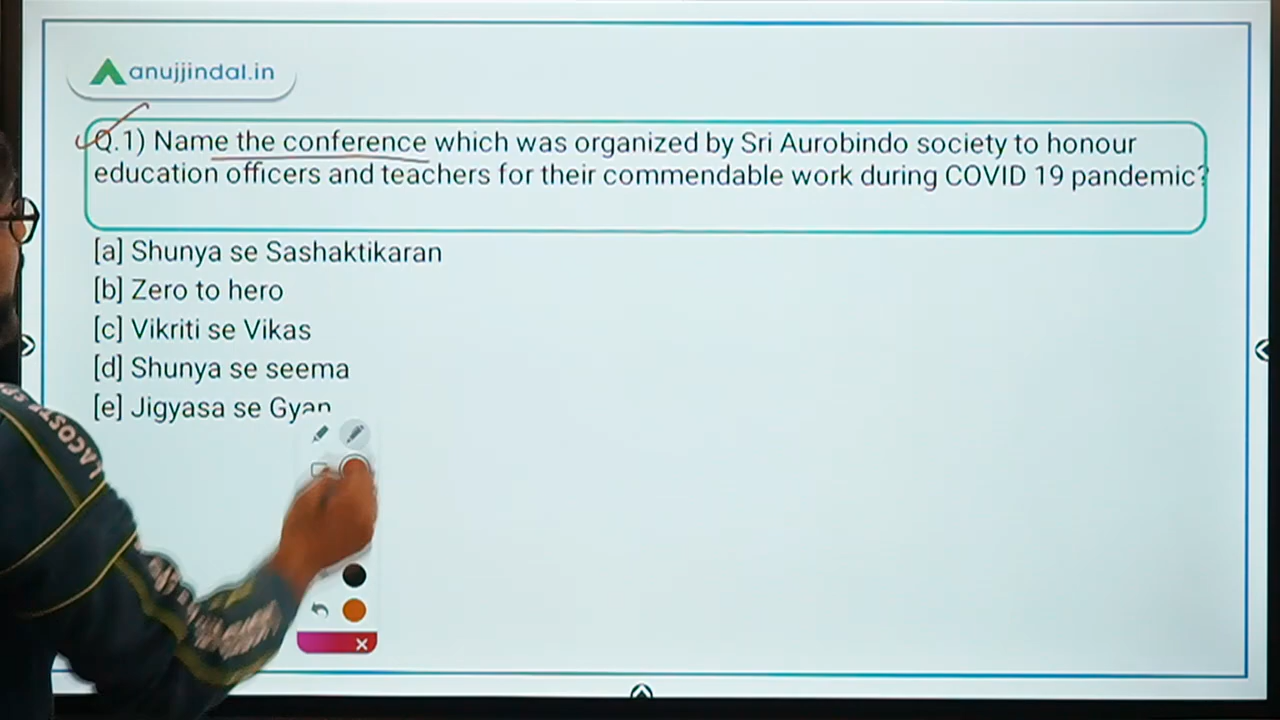 anujjindal.in
Q.1) Name the conference which was organized by Sri Aurobindo society to honour
education officers and teachers for their commendable work during COVID 19 pandemic?
[a] Shunya se Sashaktikaran
[b] Zero to hero
[c] Vikriti se Vikas
[d] Shunya se seema
[e] Jigyasa se Gyan
LACOSTE